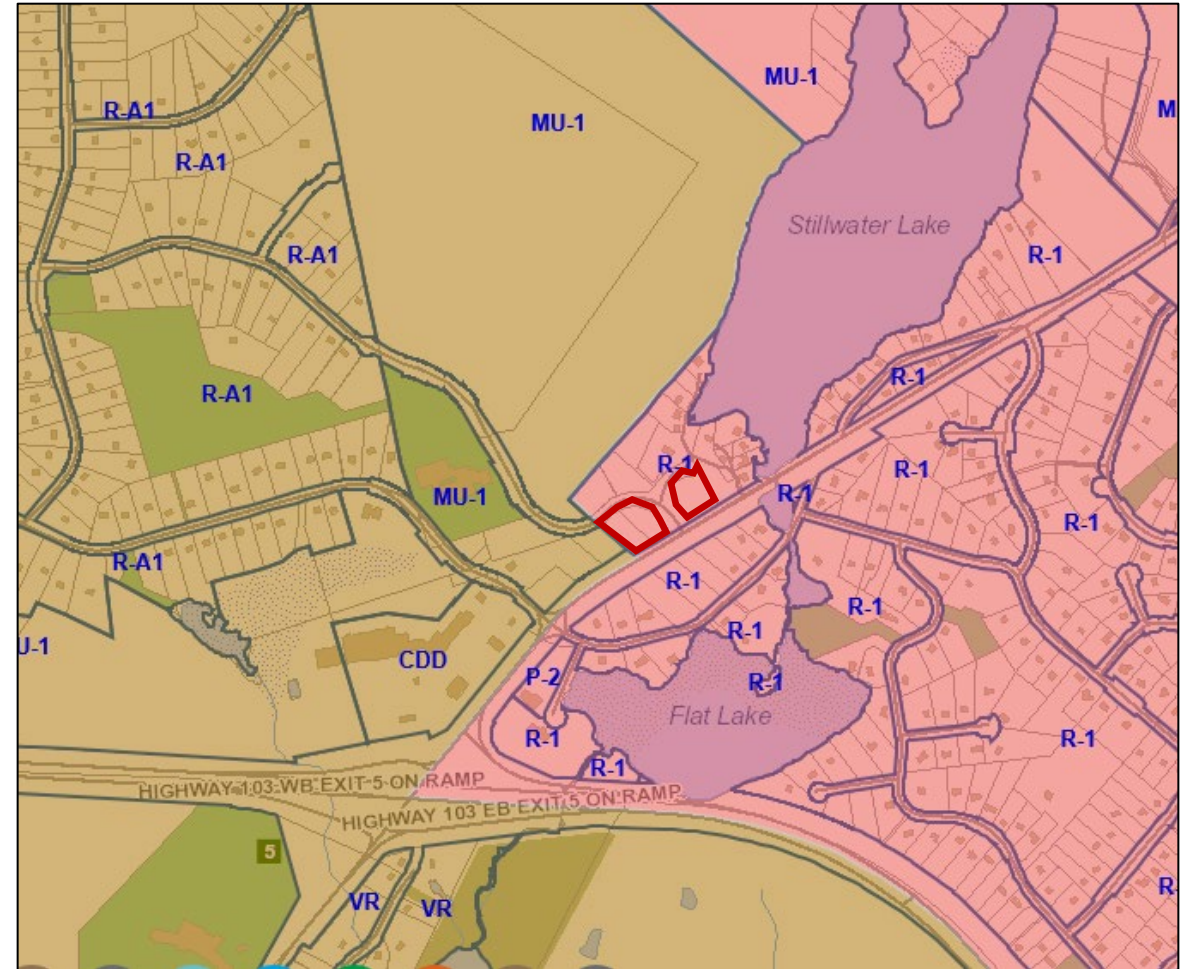 MU-1
M
R-A1
MU-1
R-A1
Stillwater Lake
R-A1
R-1
R-1
R-A1
R-1
R-1
MU-1
R-1
R-1
R-A1
R-1
R-1
R-1
U-1
CDD
P-2
R-1
Flat Lake
R-1
R-1
R-1
HIGHWAY 103 WB EXIT 5 ON RAMP
HIGHWAY 103 EB EXIT 5 ON RAMP
5
R
VR
VR